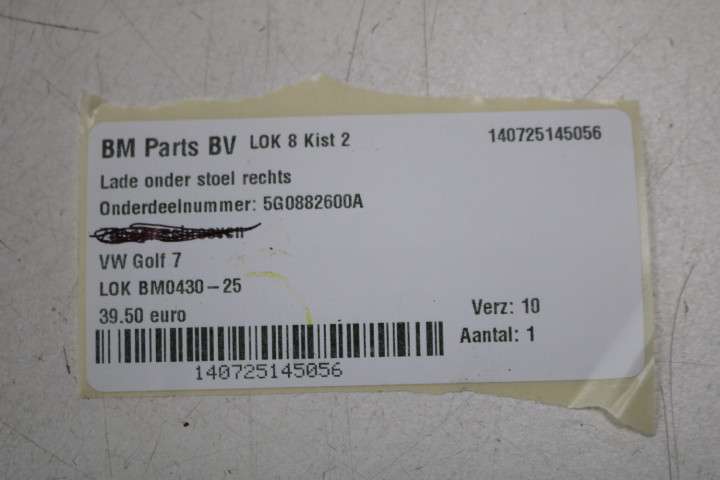 BM Parts BV LOK 8 Kist 2 140725145056
Lade onder stoel rechts
Onderdeelnummer: 5G0882600A
VW Golf 7
LOK BM0430-25
39.50 euro
Verz: 10
Aantal: 1
140725145056